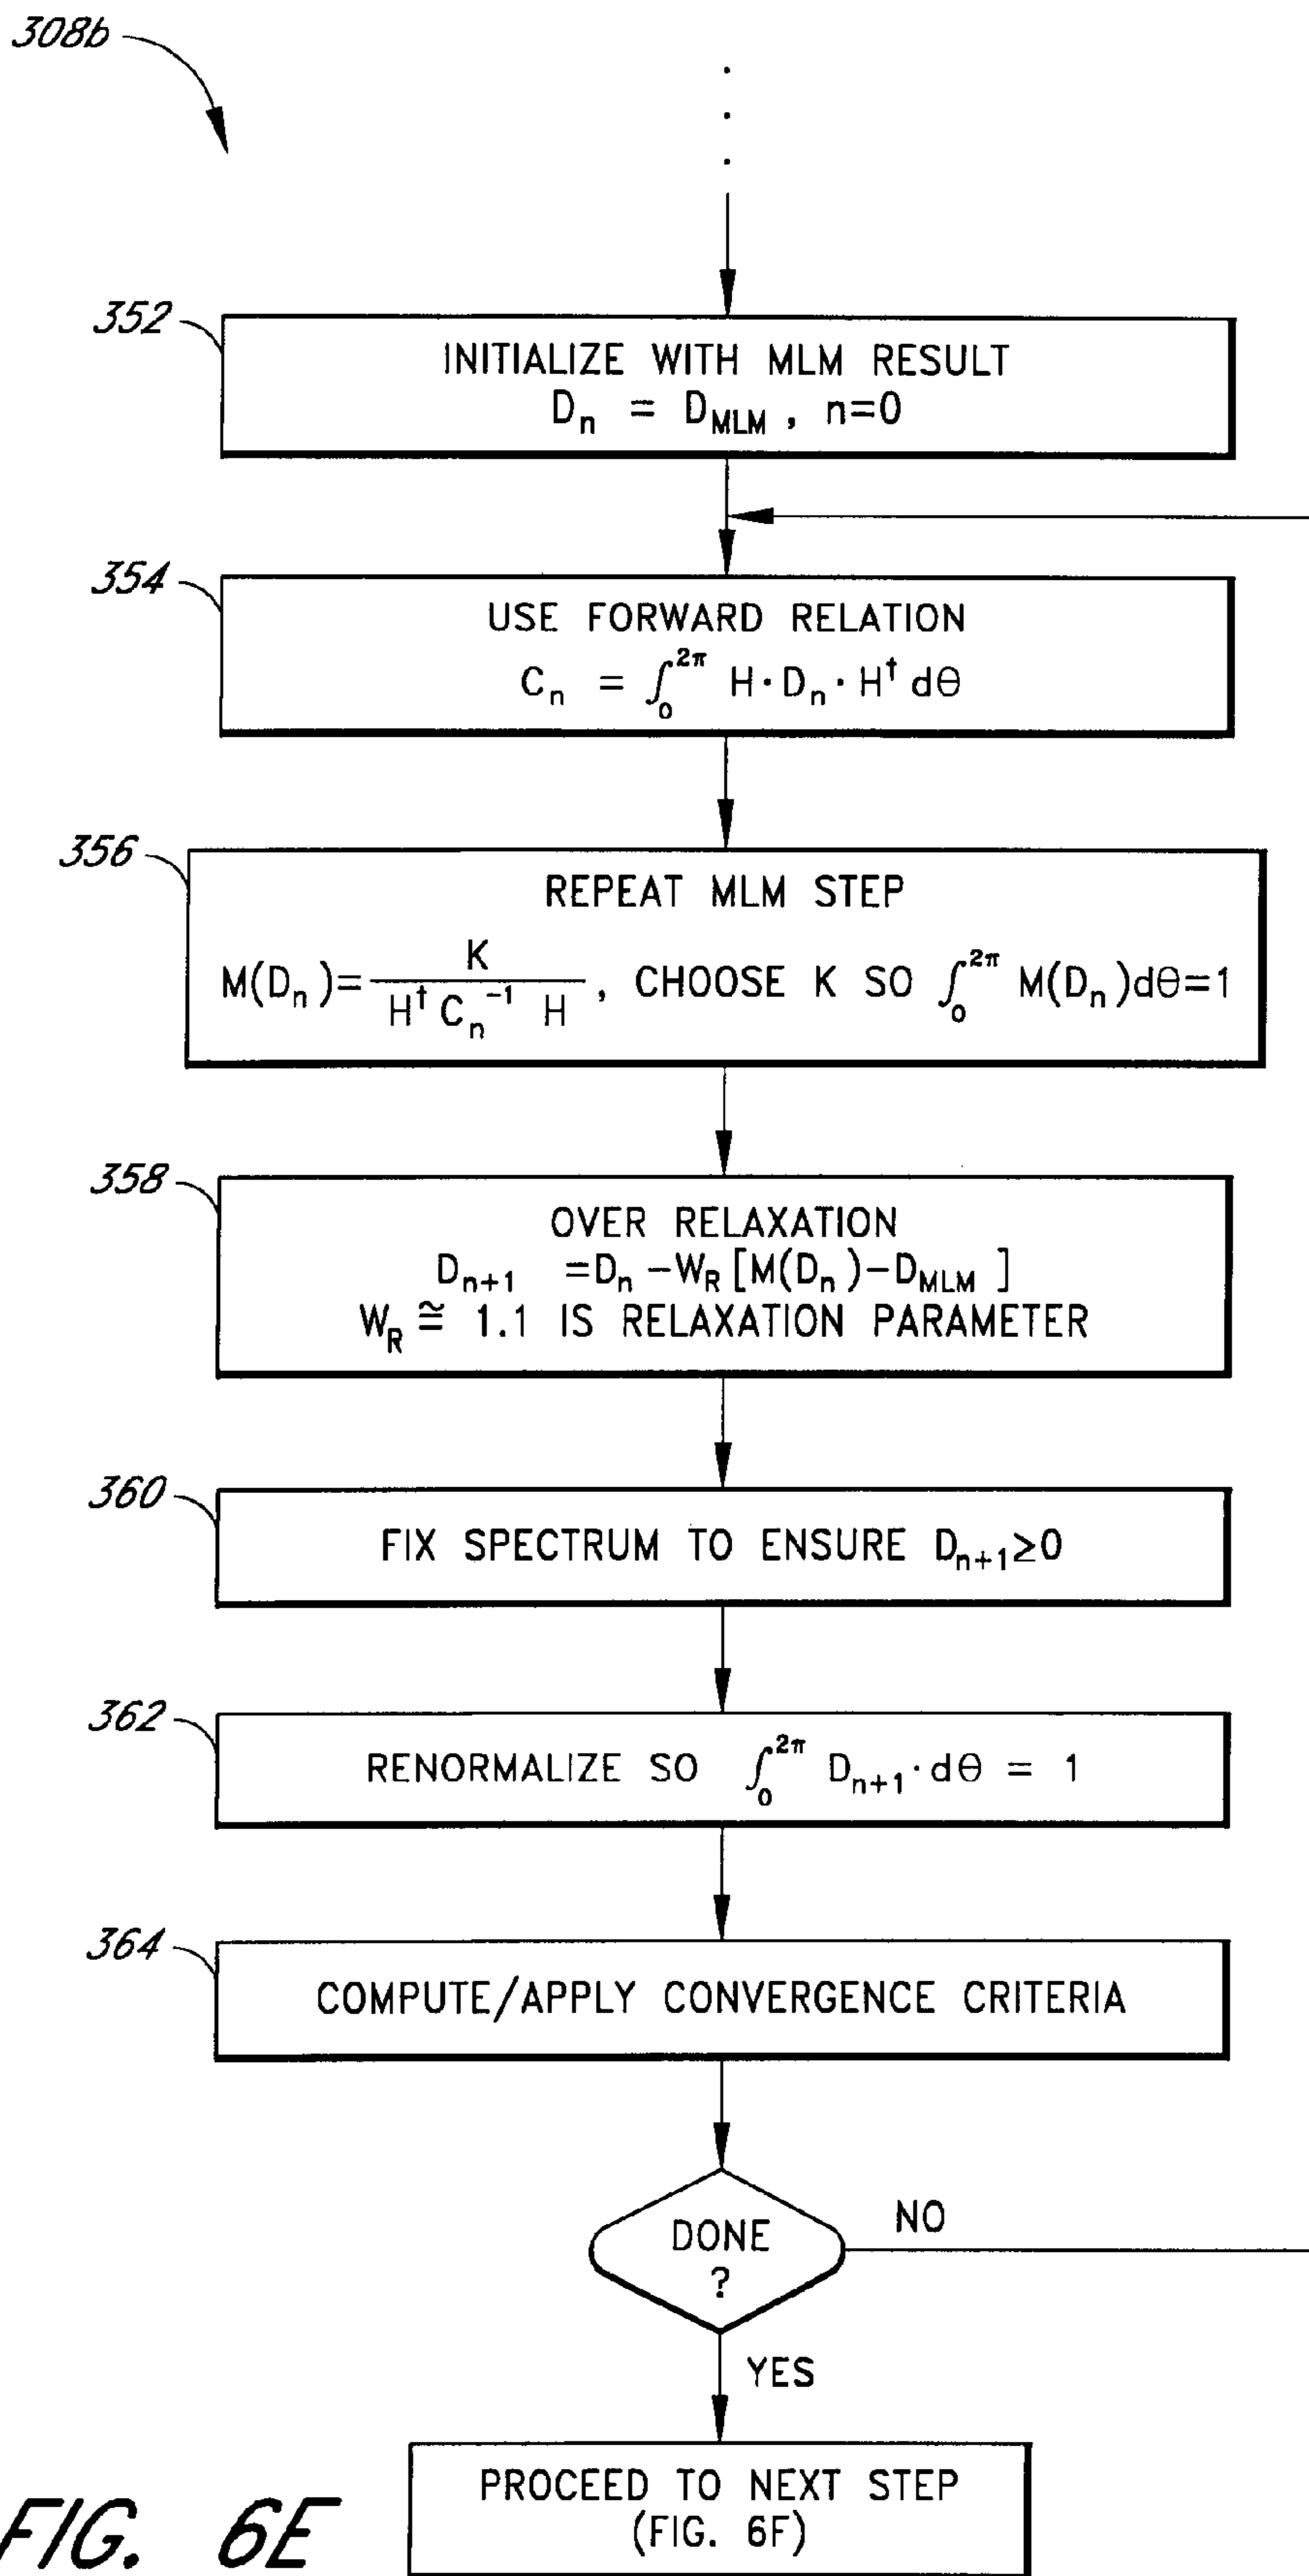 308b
352
INITIALIZE WITH MLM RESULT
Dₙ = D_MLM , n=0
354
USE FORWARD RELATION
Cₙ = ∫₀^2π H·Dₙ·H† dθ
356
REPEAT MLM STEP
M(Dₙ)= K / (H† Cₙ⁻¹ H) , CHOOSE K SO ∫₀^2π M(Dₙ)dθ=1
358
OVER RELAXATION
Dₙ₊₁ =Dₙ -W_R [M(Dₙ)-D_MLM ]
W_R ≅ 1.1 IS RELAXATION PARAMETER
360
FIX SPECTRUM TO ENSURE Dₙ₊₁≥0
362
RENORMALIZE SO ∫₀^2π Dₙ₊₁·dθ = 1
364
COMPUTE/APPLY CONVERGENCE CRITERIA
DONE
?
NO
YES
PROCEED TO NEXT STEP
(FIG. 6F)
FIG. 6E